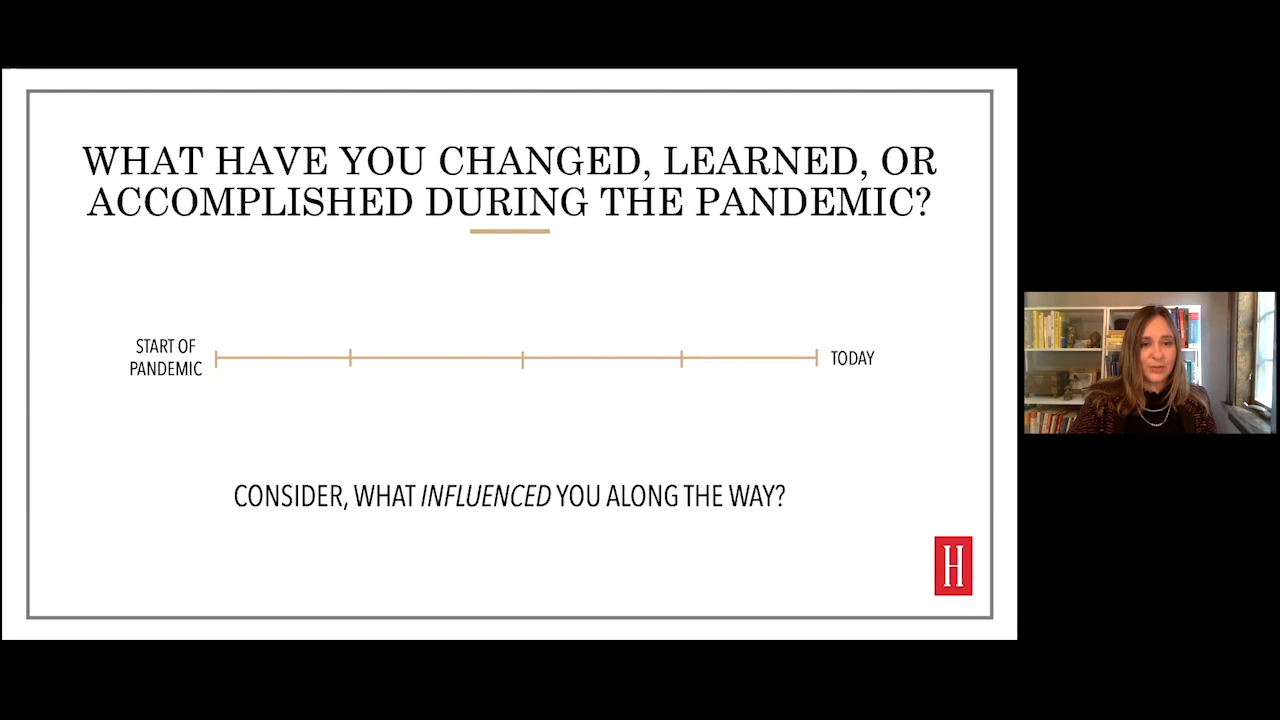 WHAT HAVE YOU CHANGED, LEARNED, OR
ACCOMPLISHED DURING THE PANDEMIC?
START OF
PANDEMIC
TODAY
CONSIDER, WHAT INFLUENCED YOU ALONG THE WAY?
H